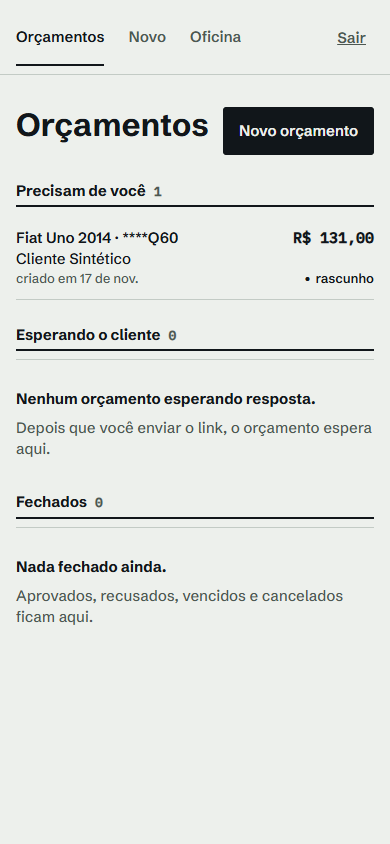 Orçamentos Novo Oficina Sair
Orçamentos
Novo orçamento
Precisam de você 1
Fiat Uno 2014 · ****Q60 R$ 131,00
Cliente Sintético
criado em 17 de nov. • rascunho
Esperando o cliente 0
Nenhum orçamento esperando resposta.
Depois que você enviar o link, o orçamento espera
aqui.
Fechados 0
Nada fechado ainda.
Aprovados, recusados, vencidos e cancelados
ficam aqui.